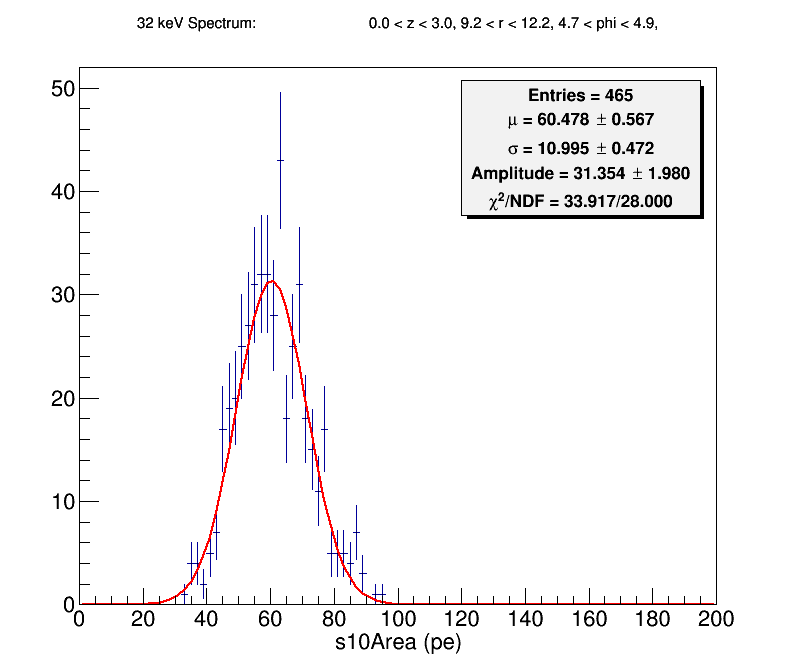 32 keV Spectrum: 0.0 < z < 3.0, 9.2 < r < 12.2, 4.7 < phi < 4.9,
Entries = 465
μ = 60.478 ± 0.567
σ = 10.995 ± 0.472
Amplitude = 31.354 ± 1.980
χ²/NDF = 33.917/28.000
50
40
30
20
10
0
0 20 40 60 80 100 120 140 160 180 200
s10Area (pe)